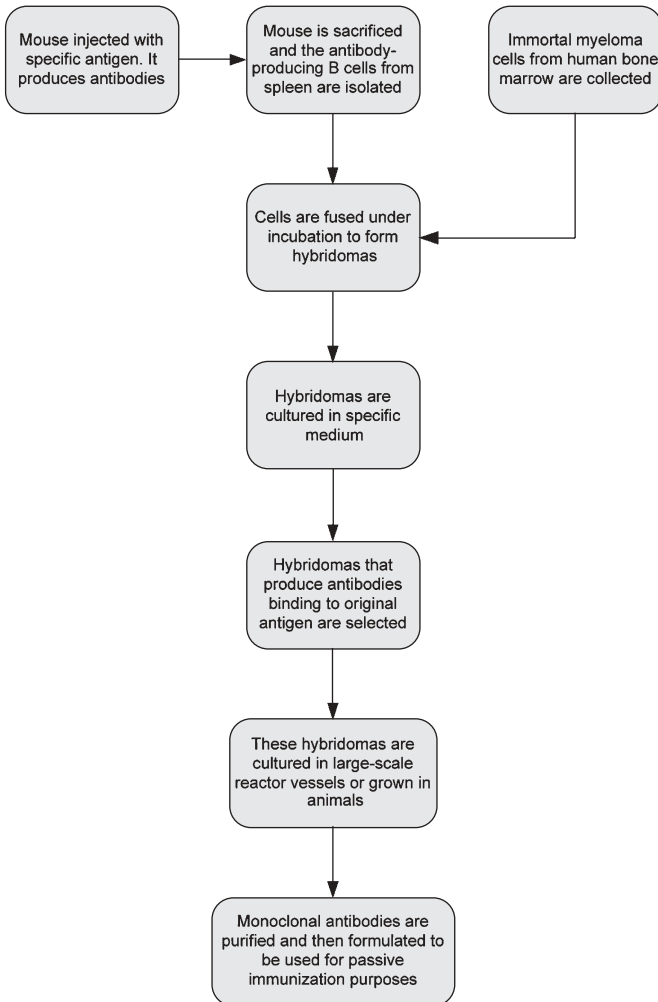 Mouse injected with
specific antigen. It
produces antibodies
Mouse is sacrificed
and the antibody-
producing B cells from
spleen are isolated
Immortal myeloma
cells from human bone
marrow are collected
Cells are fused under
incubation to form
hybridomas
Hybridomas are
cultured in specific
medium
Hybridomas that
produce antibodies
binding to original
antigen are selected
These hybridomas are
cultured in large-scale
reactor vessels or grown in
animals
Monoclonal antibodies are
purified and then formulated to
be used for passive
immunization purposes